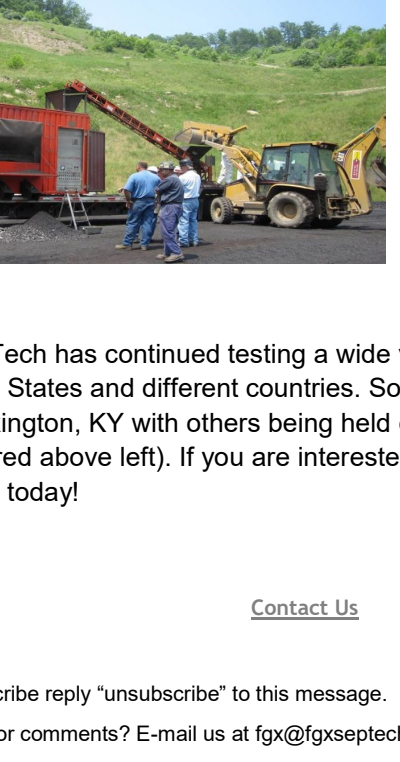 Tech has continued testing a wide
States and different countries. So
ington, KY with others being held
red above left). If you are intereste
today!
Contact Us
cribe reply “unsubscribe” to this message.
or comments? E-mail us at fgx@fgxseptech